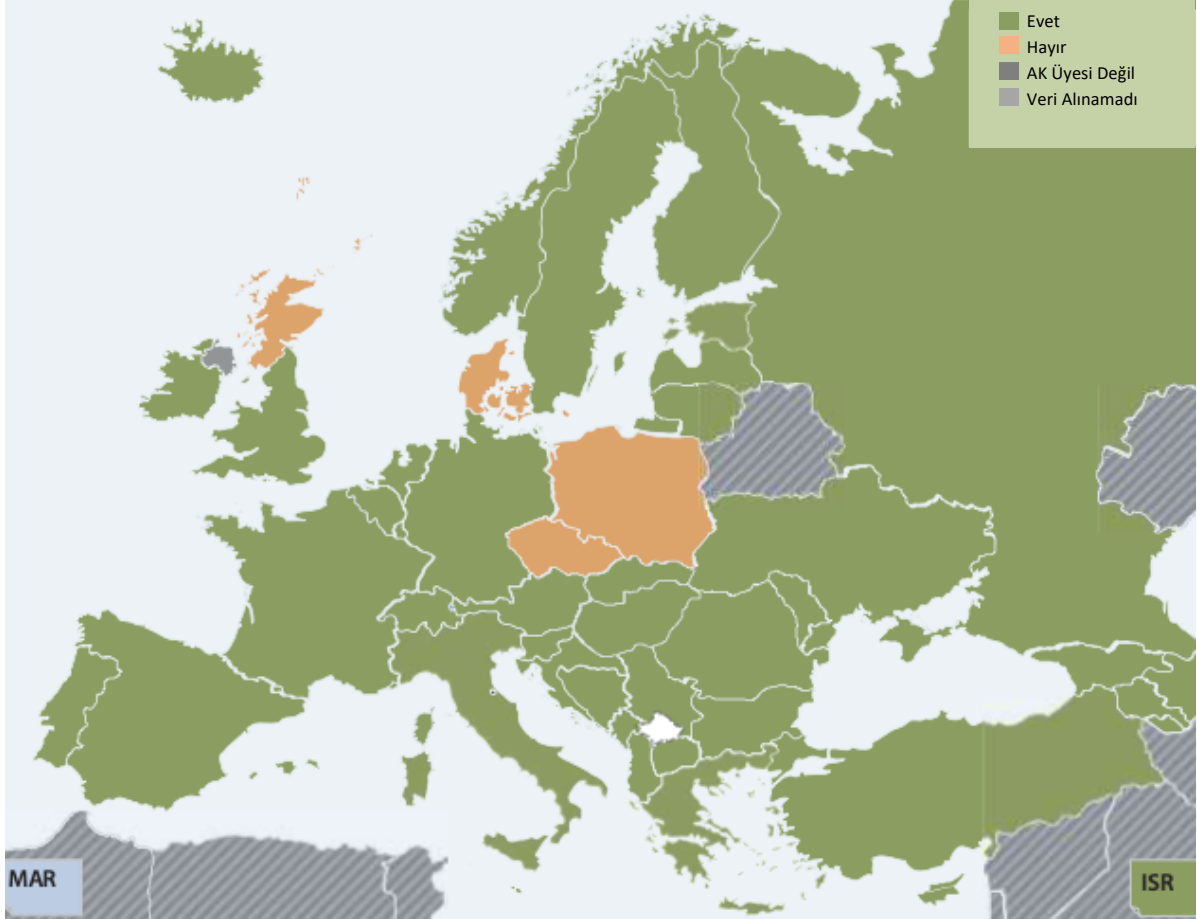 Evet
Hayır
AK Üyesi Değil
Veri Alınamadı
MAR
ISR